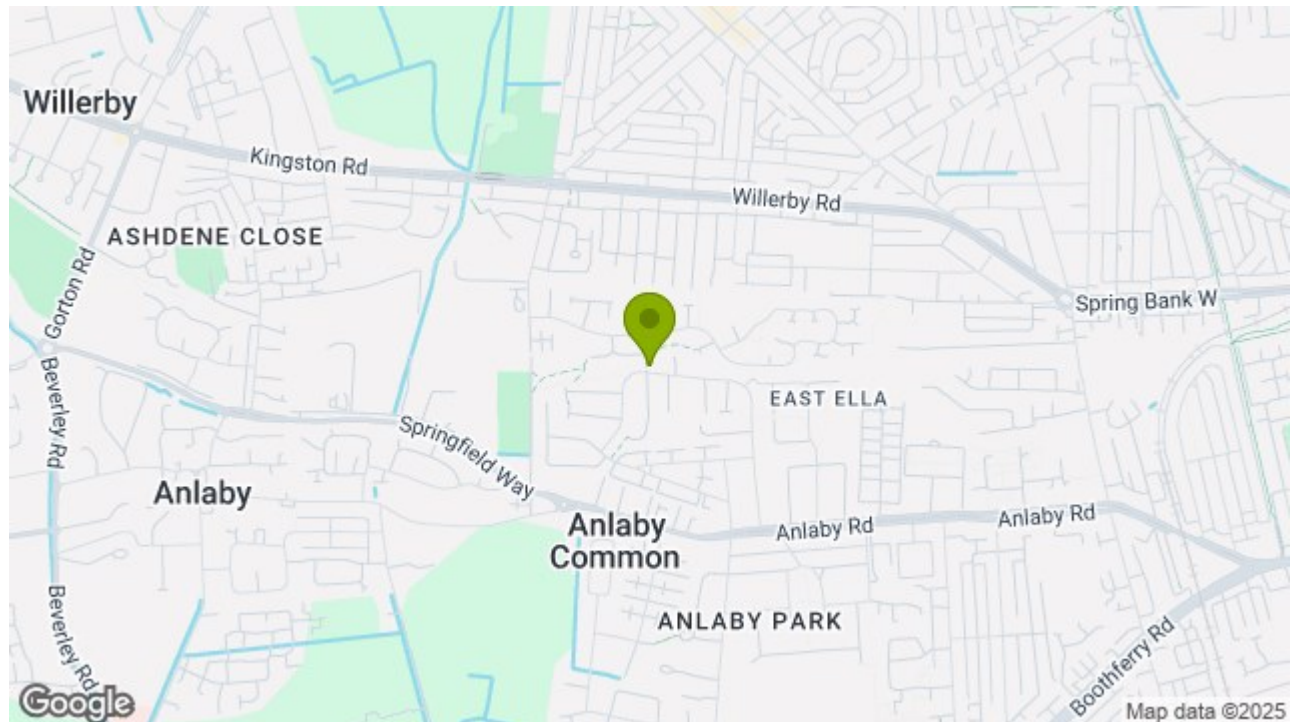 Willerby
Kingston Rd
Willerby Rd
ASHDENE CLOSE
Gorton Rd
Spring Bank W
Beverley Rd
EAST ELLA
Springfield Way
Anlaby
Anlaby Rd
Anlaby Rd
Anlaby
Common
Beverley Rd
ANLABY PARK
Boothferry Rd
Google
Map data ©2025